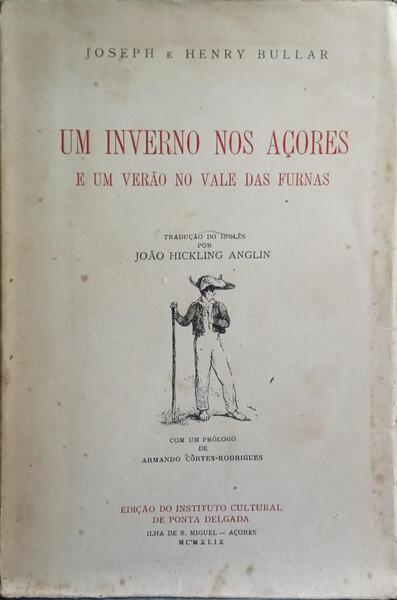 JOSEPH E HENRY BULLAR
UM INVERNO NOS AÇORES
E UM VERÃO NO VALE DAS FURNAS
TRADUÇÃO DO INGLÊS
POR
JOÃO HICKLING ANGLIN
COM UM PRÓLOGO
DE
ARMANDO CÔRTES-RODRIGUES
EDIÇÃO DO INSTITUTO CULTURAL
DE PONTA DELGADA
ILHA DE S. MIGUEL — AÇORES
MCMXLIX